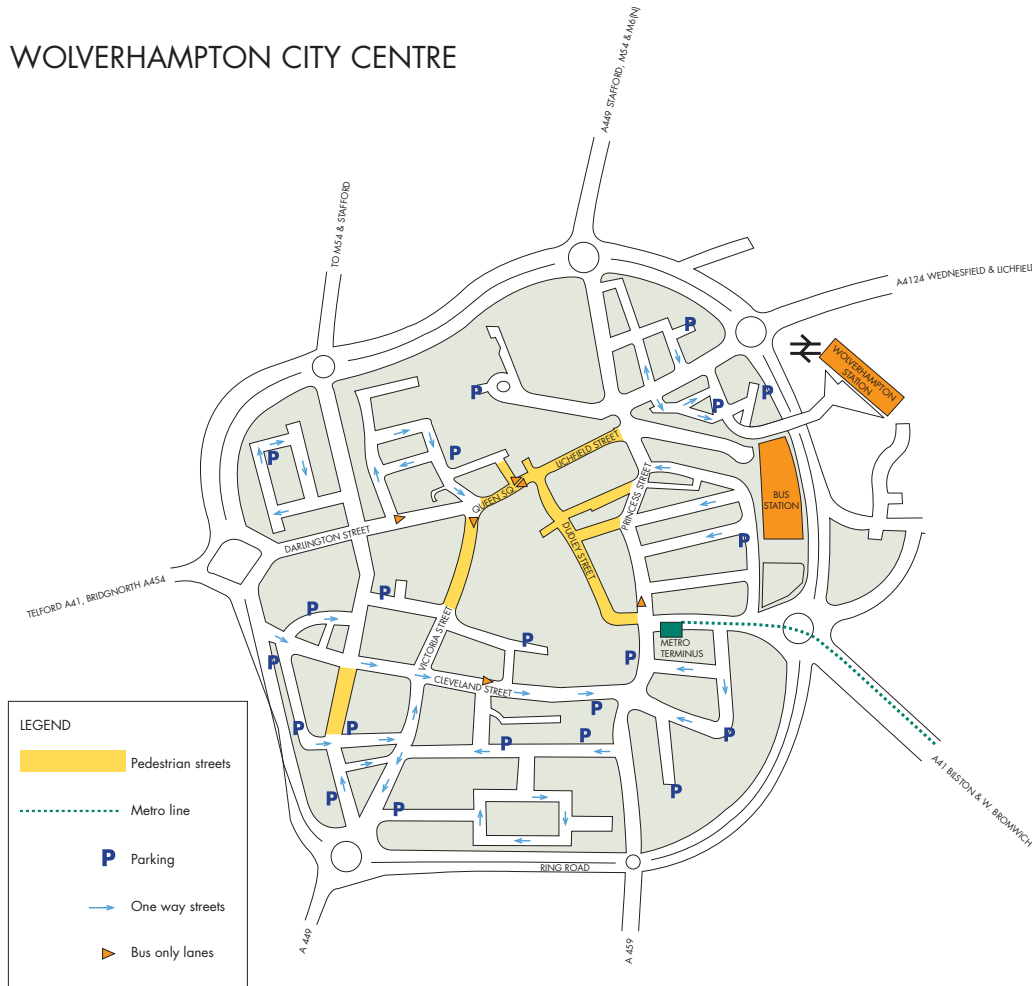 WOLVERHAMPTON CITY CENTRE
A449 STAFFORD, M54 & M6(N)
TO M54 & STAFFORD
A4124 WEDNESFIELD & LICHFIEL
P
WOLVERHAMPTON
STATION
P
P
P
P
P
LICHFIELD STREET
QUEEN SQ
PRINCESS STREET
BUS
STATION
DARLINGTON STREET
DUDLEY STREET
P
TELFORD A41, BRIDGNORTH A454
P
P
VICTORIA STREET
P
METRO
TERMINUS
P
P
CLEVELAND STREET
P
P
P
P
P
P
P
P
P
A41 BILSTON & W. BROMWICH
RING ROAD
A 449
A 459
LEGEND
Pedestrian streets
Metro line
P Parking
One way streets
Bus only lanes